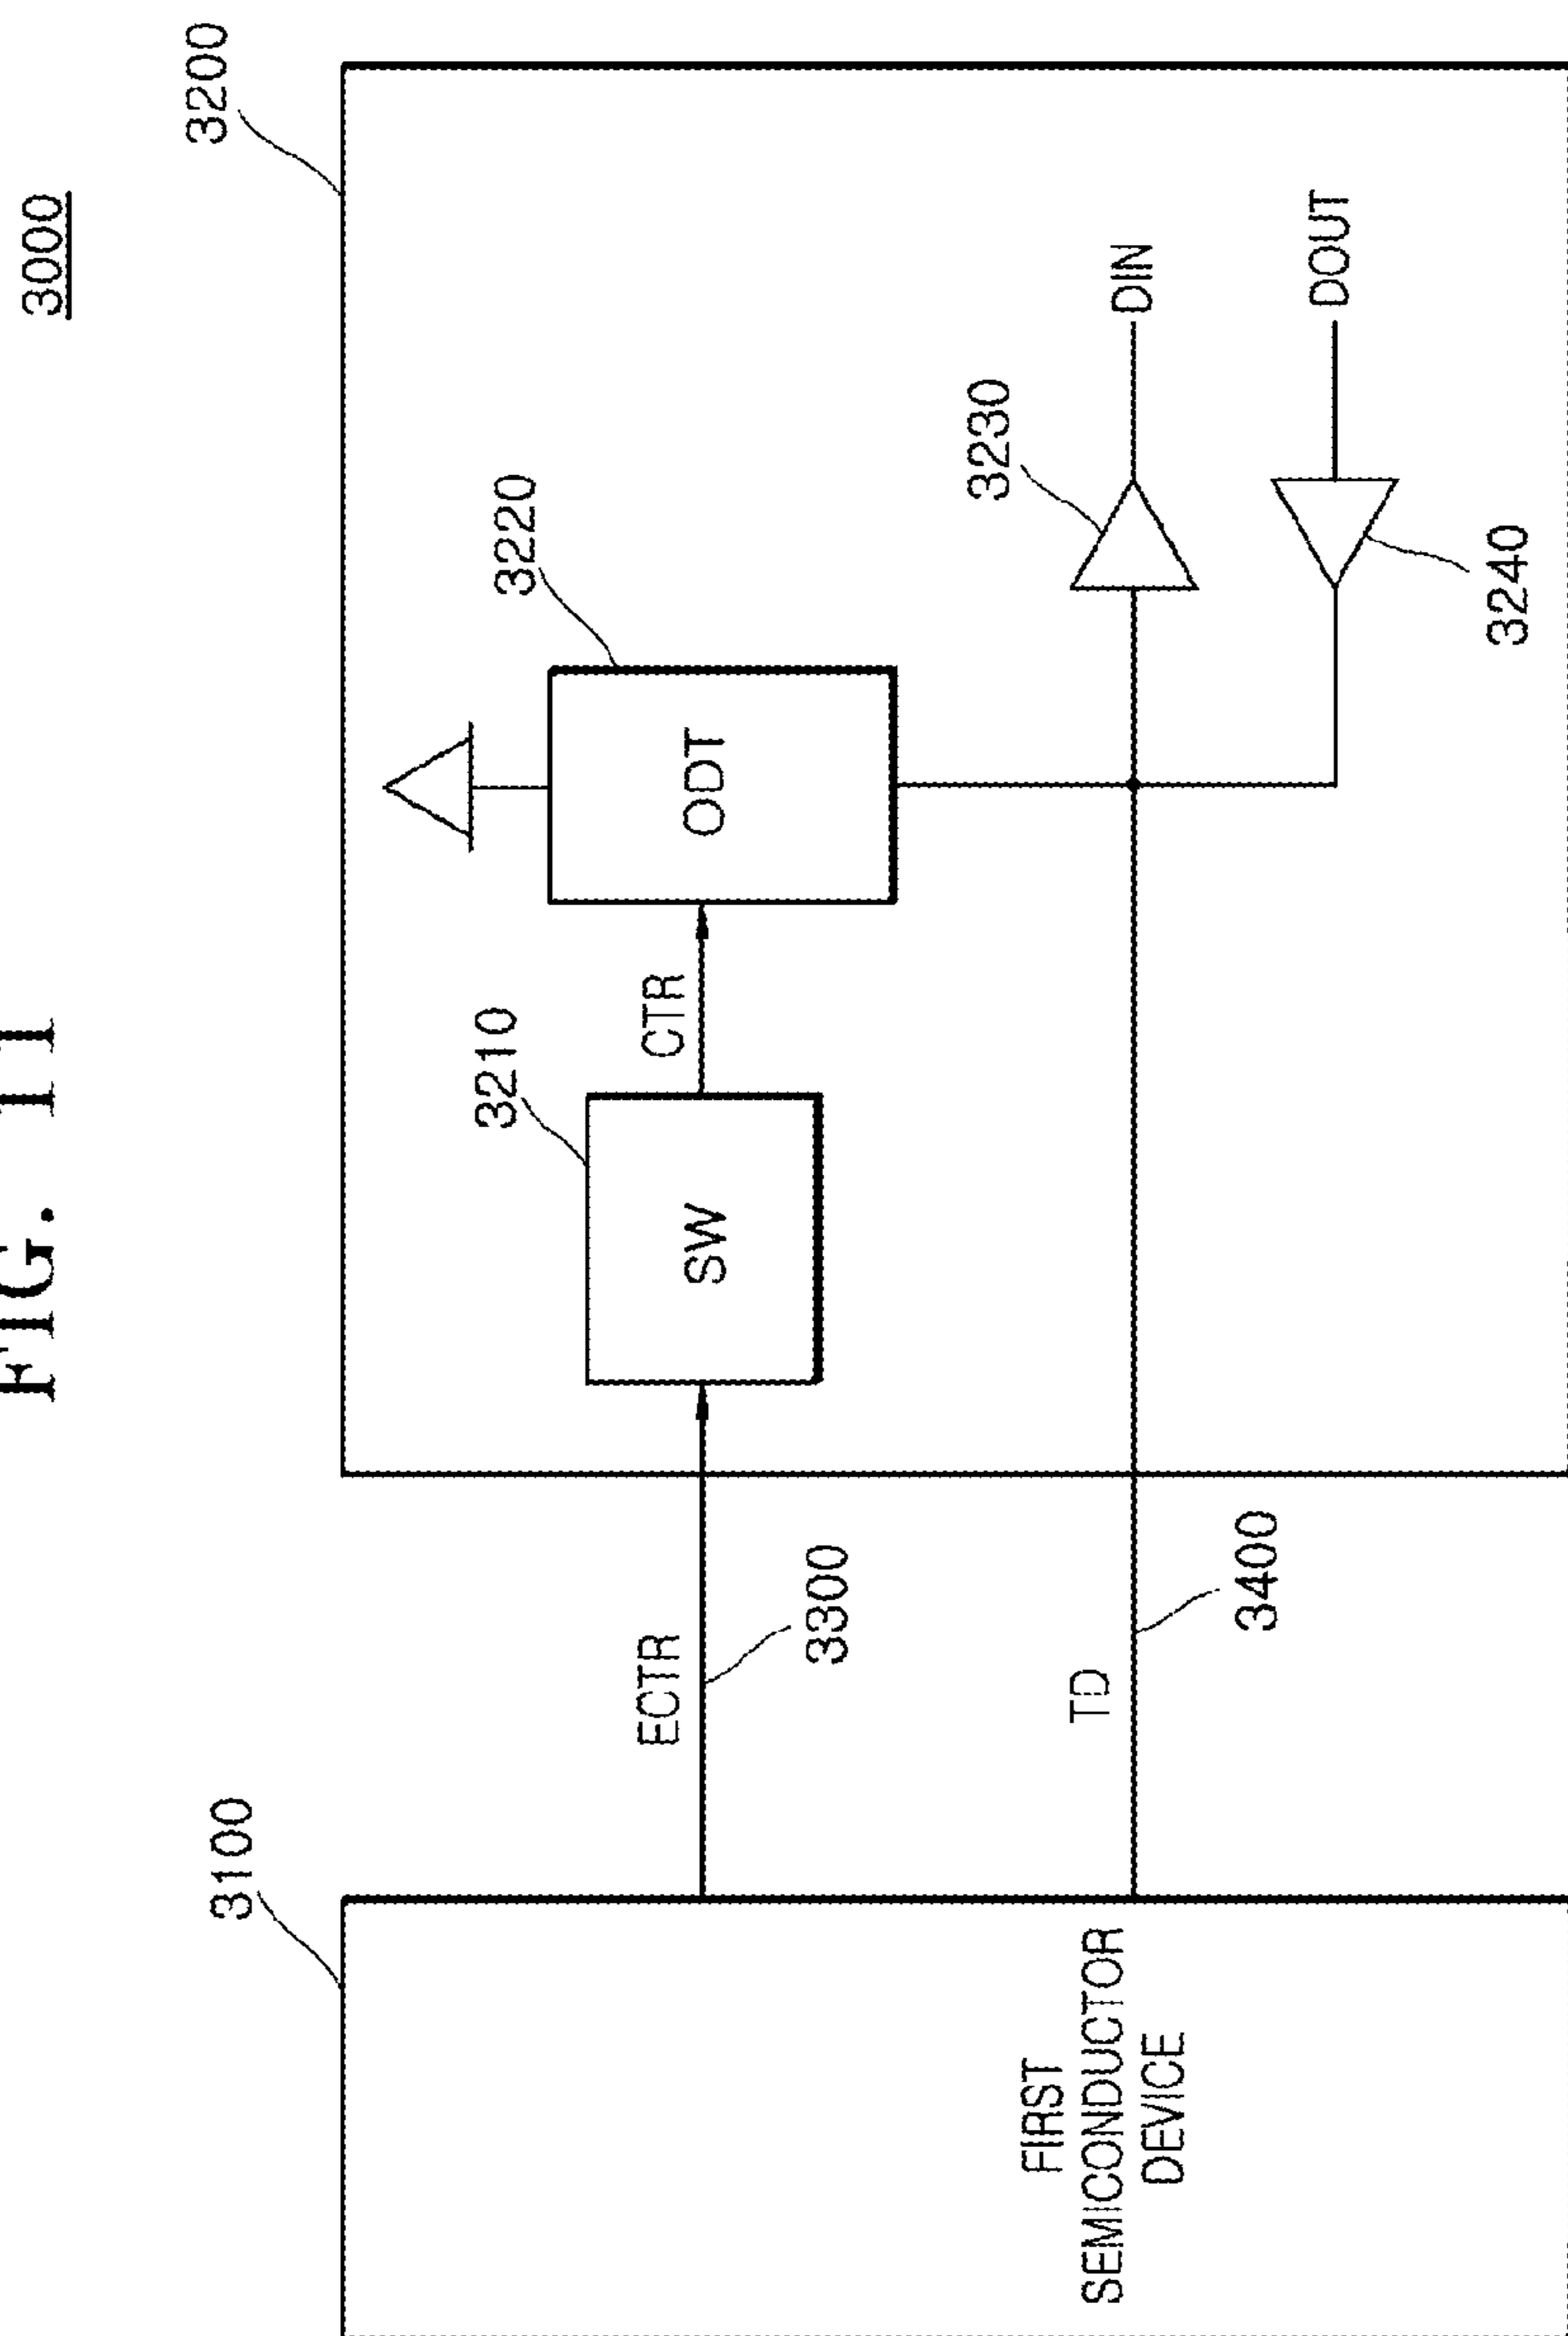 FIG. 11
3000
3100
3200
ECTR
3300
3210
SW
CTR
3220
ODT
TD
3400
3230
DIN
DOUT
3240
FIRST
SEMICONDUCTOR
DEVICE